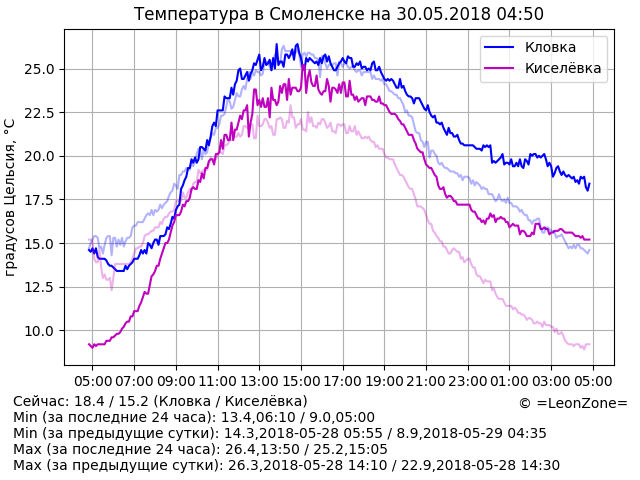 Температура в Смоленске на 30.05.2018 04:50
градусов Цельсия, °C
25.0
22.5
20.0
17.5
15.0
12.5
10.0
Кловка
Киселёвка
05:00 07:00 09:00 11:00 13:00 15:00 17:00 19:00 21:00 23:00 01:00 03:00 05:00
Сейчас: 18.4 / 15.2 (Кловка / Киселёвка)
© =LeonZone=
Min (за последние 24 часа): 13.4,06:10 / 9.0,05:00
Min (за предыдущие сутки): 14.3,2018-05-28 05:55 / 8.9,2018-05-29 04:35
Max (за последние 24 часа): 26.4,13:50 / 25.2,15:05
Max (за предыдущие сутки): 26.3,2018-05-28 14:10 / 22.9,2018-05-28 14:30